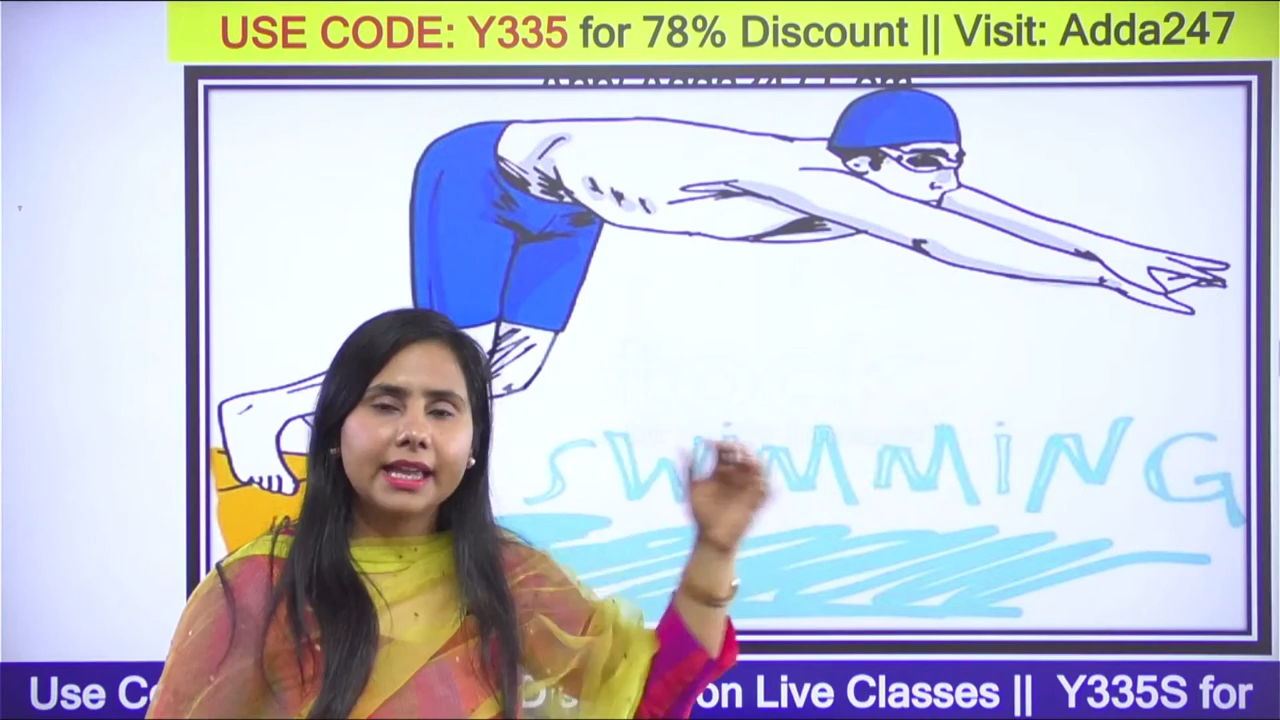 USE CODE: Y335 for 78% Discount || Visit: Adda247
SWIMMING
on Live Classes || Y335S for